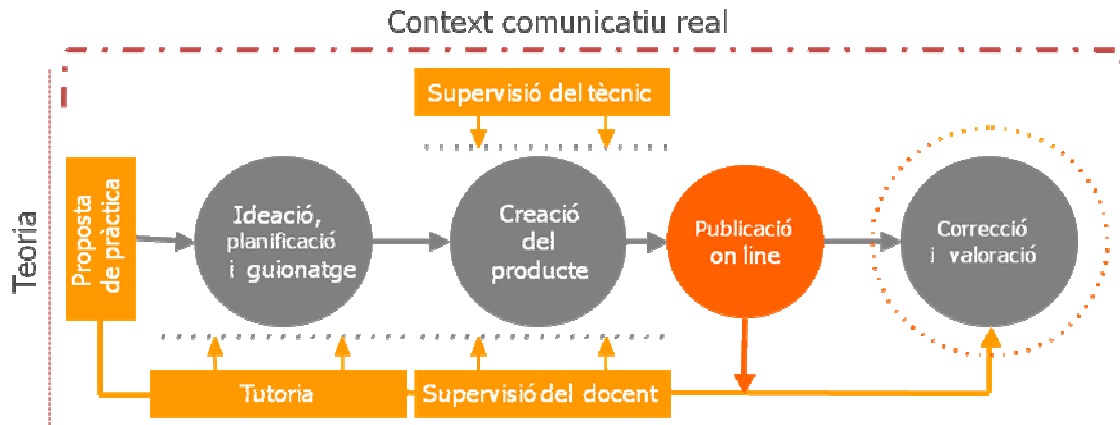 Context comunicatiu real
Supervisió del tècnic
Teoria
Proposta
de pràctica
Ideació,
planificació
i guionatge
Creació
del
producte
Publicació
on line
Correcció
i valoració
Tutoria
Supervisió del docent